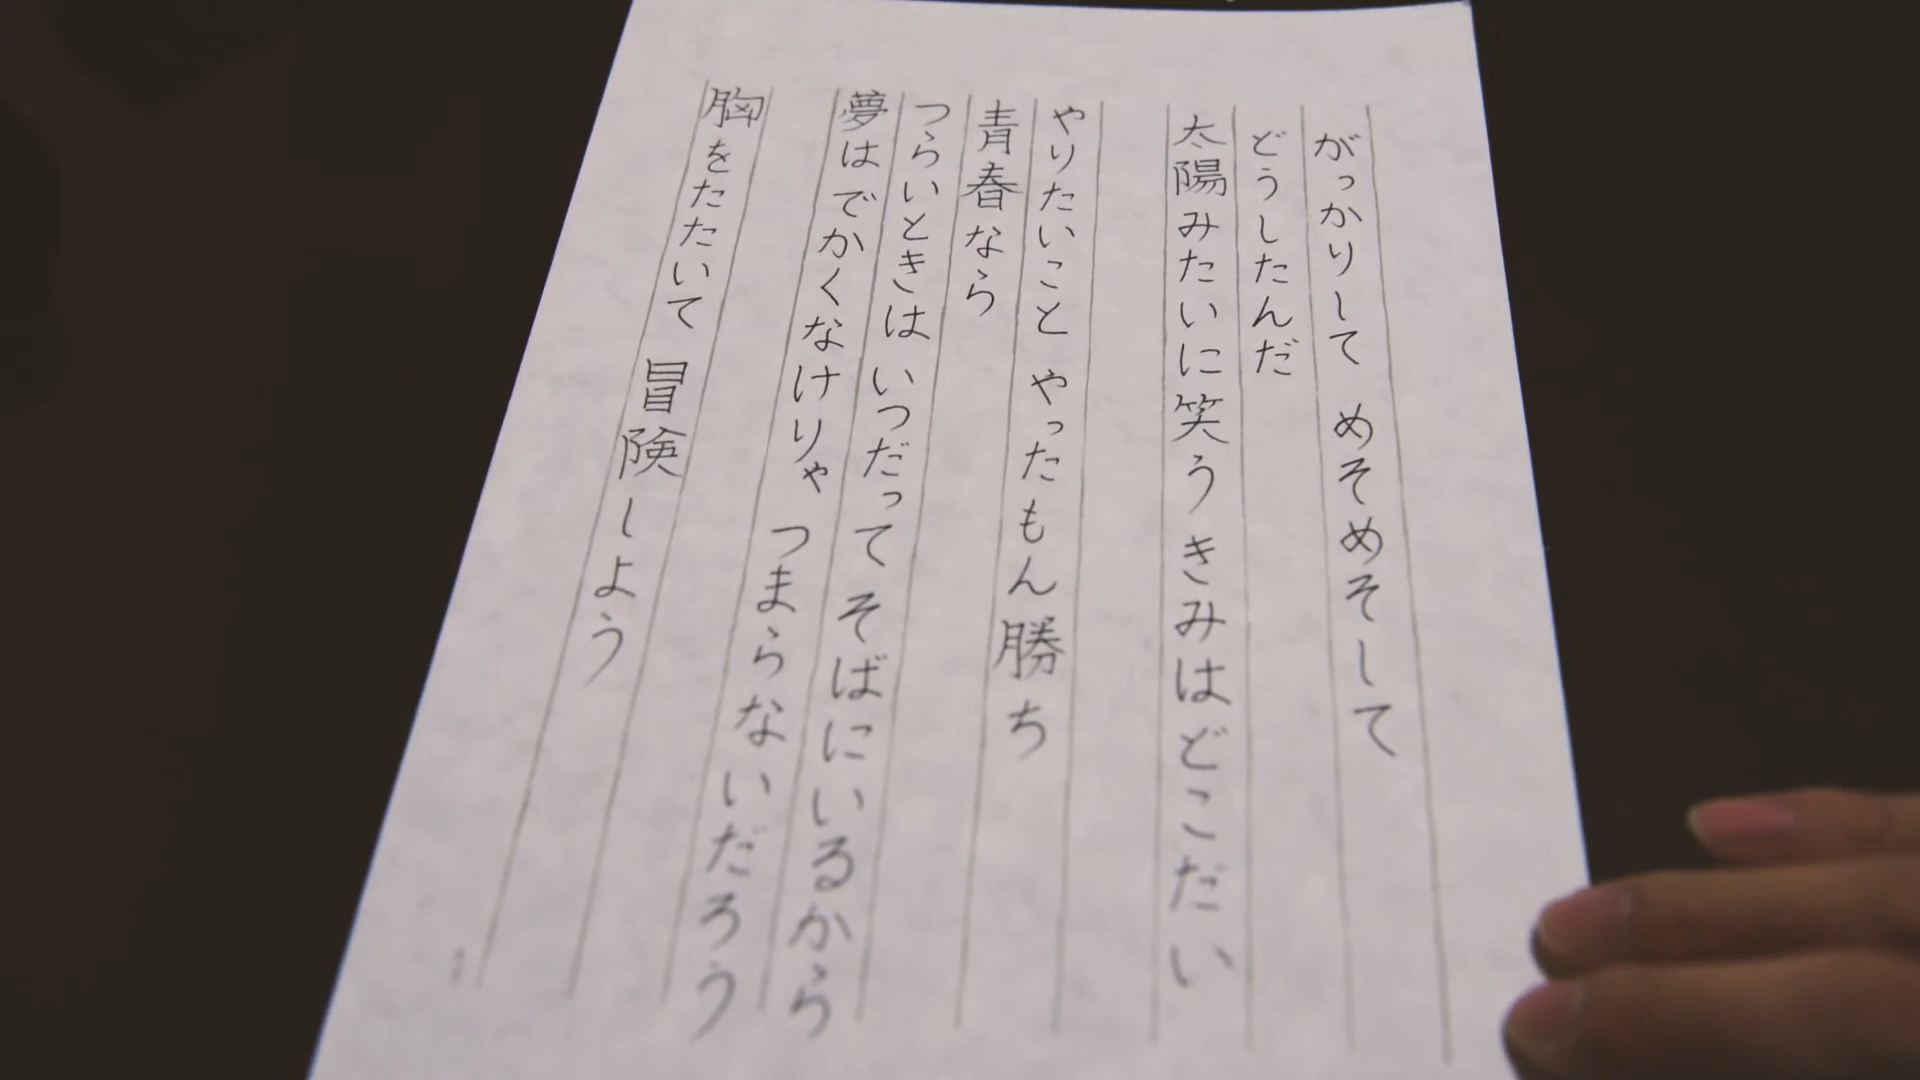 がっかりして めそめそして
どうしたんだ
太陽みたいに笑う きみはどこだい
やりたいこと やったもん勝ち
青春なら
つらいときは いつだってそばにいるから
夢はでかくなけりゃ つまらないだろう
胸をたたいて 冒険しよう